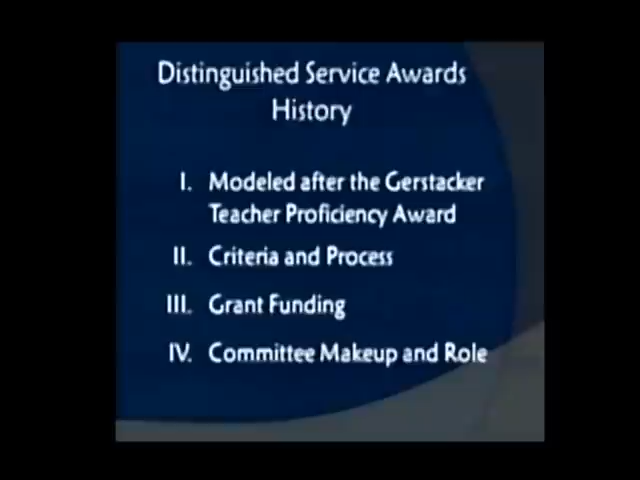 Distinguished Service Awards
History
I. Modeled after the Gerstacker
Teacher Proficiency Award
II. Criteria and Process
III. Grant Funding
IV. Committee Makeup and Role